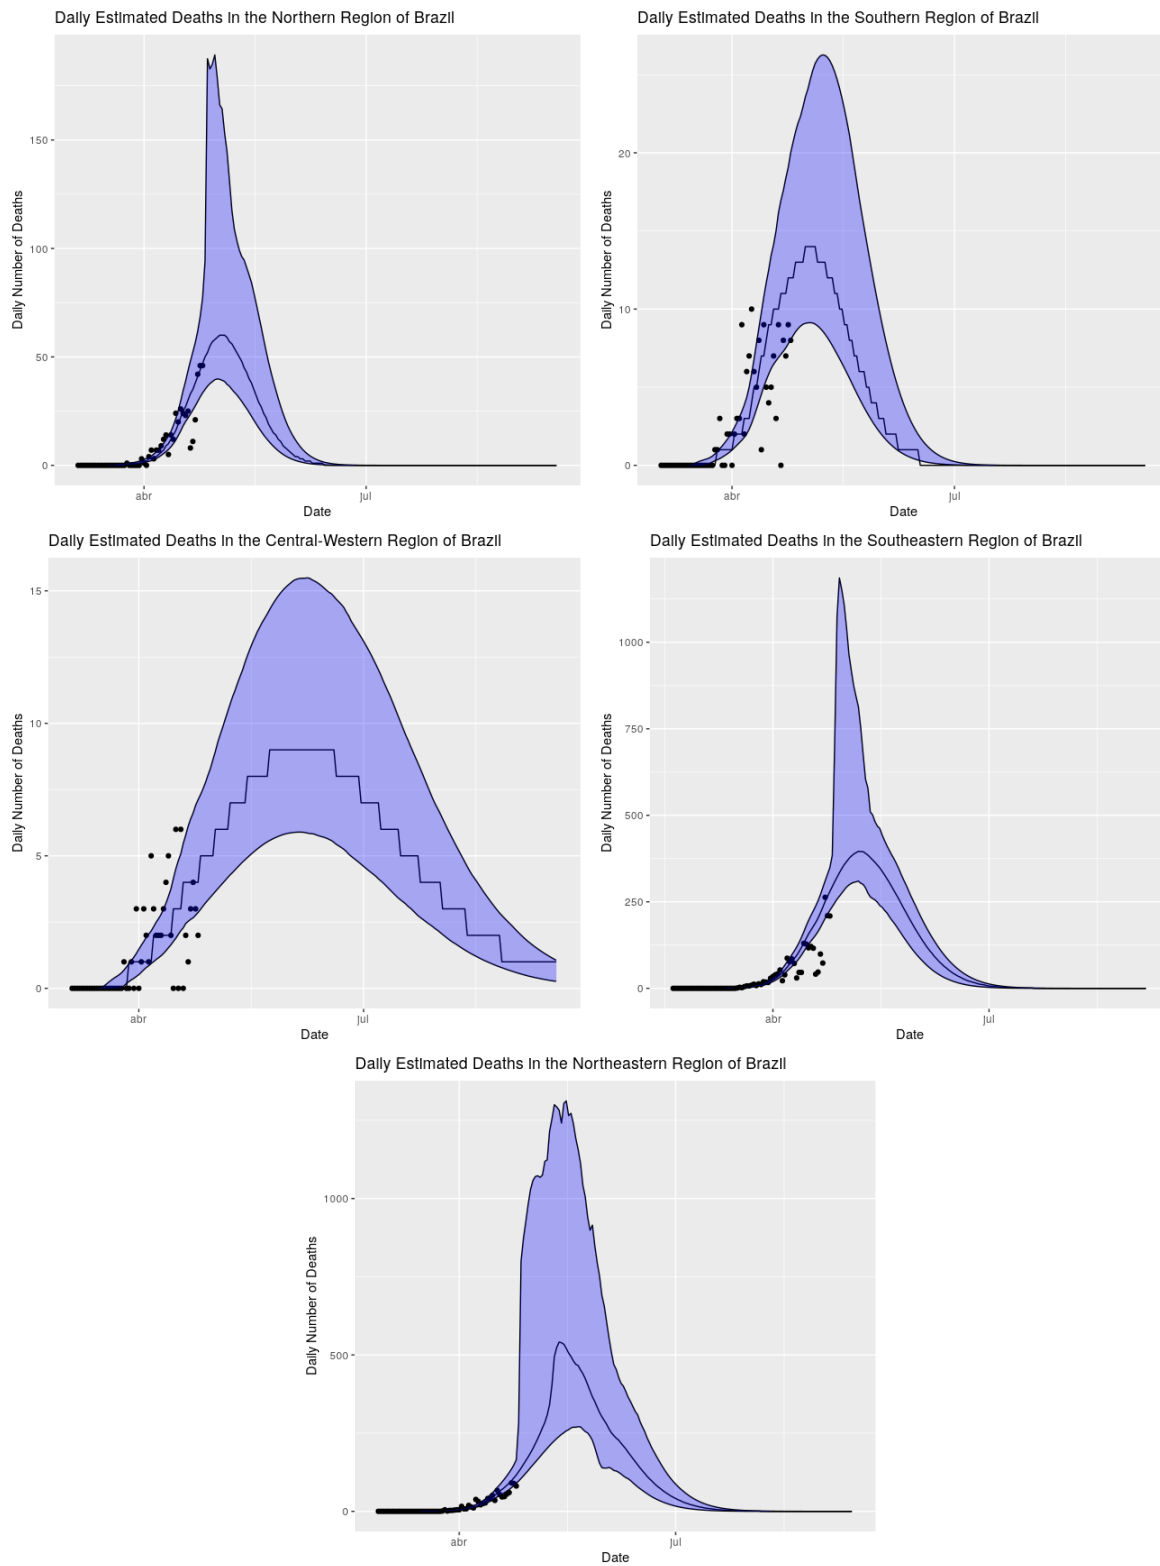 Daily Estimated Deaths in the Northern Region of Brazil
Daily Number of Deaths
150
100
50
0
abr
jul
Date
Daily Estimated Deaths in the Southern Region of Brazil
Daily Number of Deaths
20
10
0
abr
jul
Date
Daily Estimated Deaths in the Central-Western Region of Brazil
Daily Number of Deaths
15
10
5
0
abr
jul
Date
Daily Estimated Deaths in the Southeastern Region of Brazil
Daily Number of Deaths
1000
750
500
250
0
abr
jul
Date
Daily Estimated Deaths in the Northeastern Region of Brazil
Daily Number of Deaths
1000
500
0
abr
jul
Date